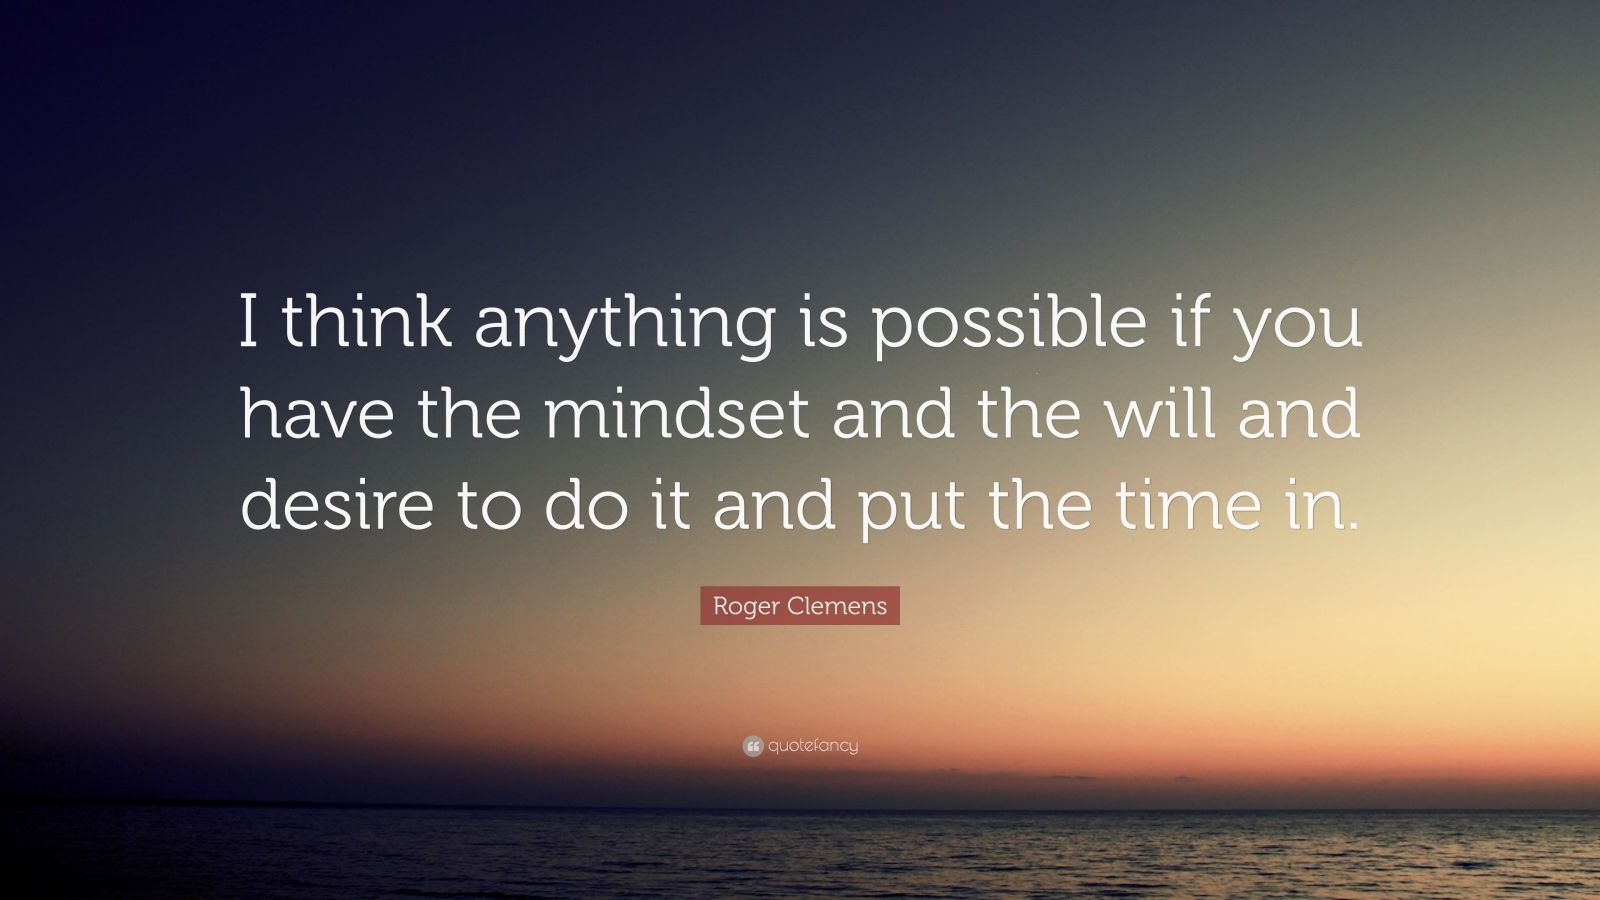 I think anything is possible if you
have the mindset and the will and
desire to do it and put the time in.
Roger Clemens
quotefancy